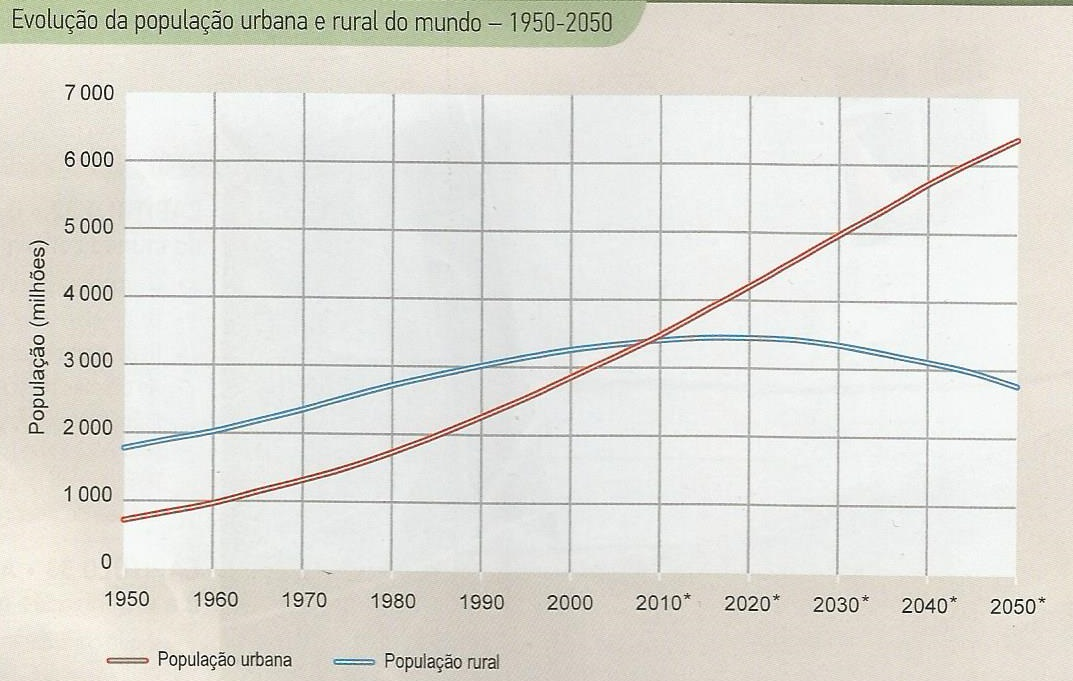 Evolução da população urbana e rural do mundo – 1950-2050
7 000
6 000
5 000
4 000
3 000
2 000
1 000
0
População (milhões)
1950 1960 1970 1980 1990 2000 2010* 2020* 2030* 2040* 2050*
População urbana População rural